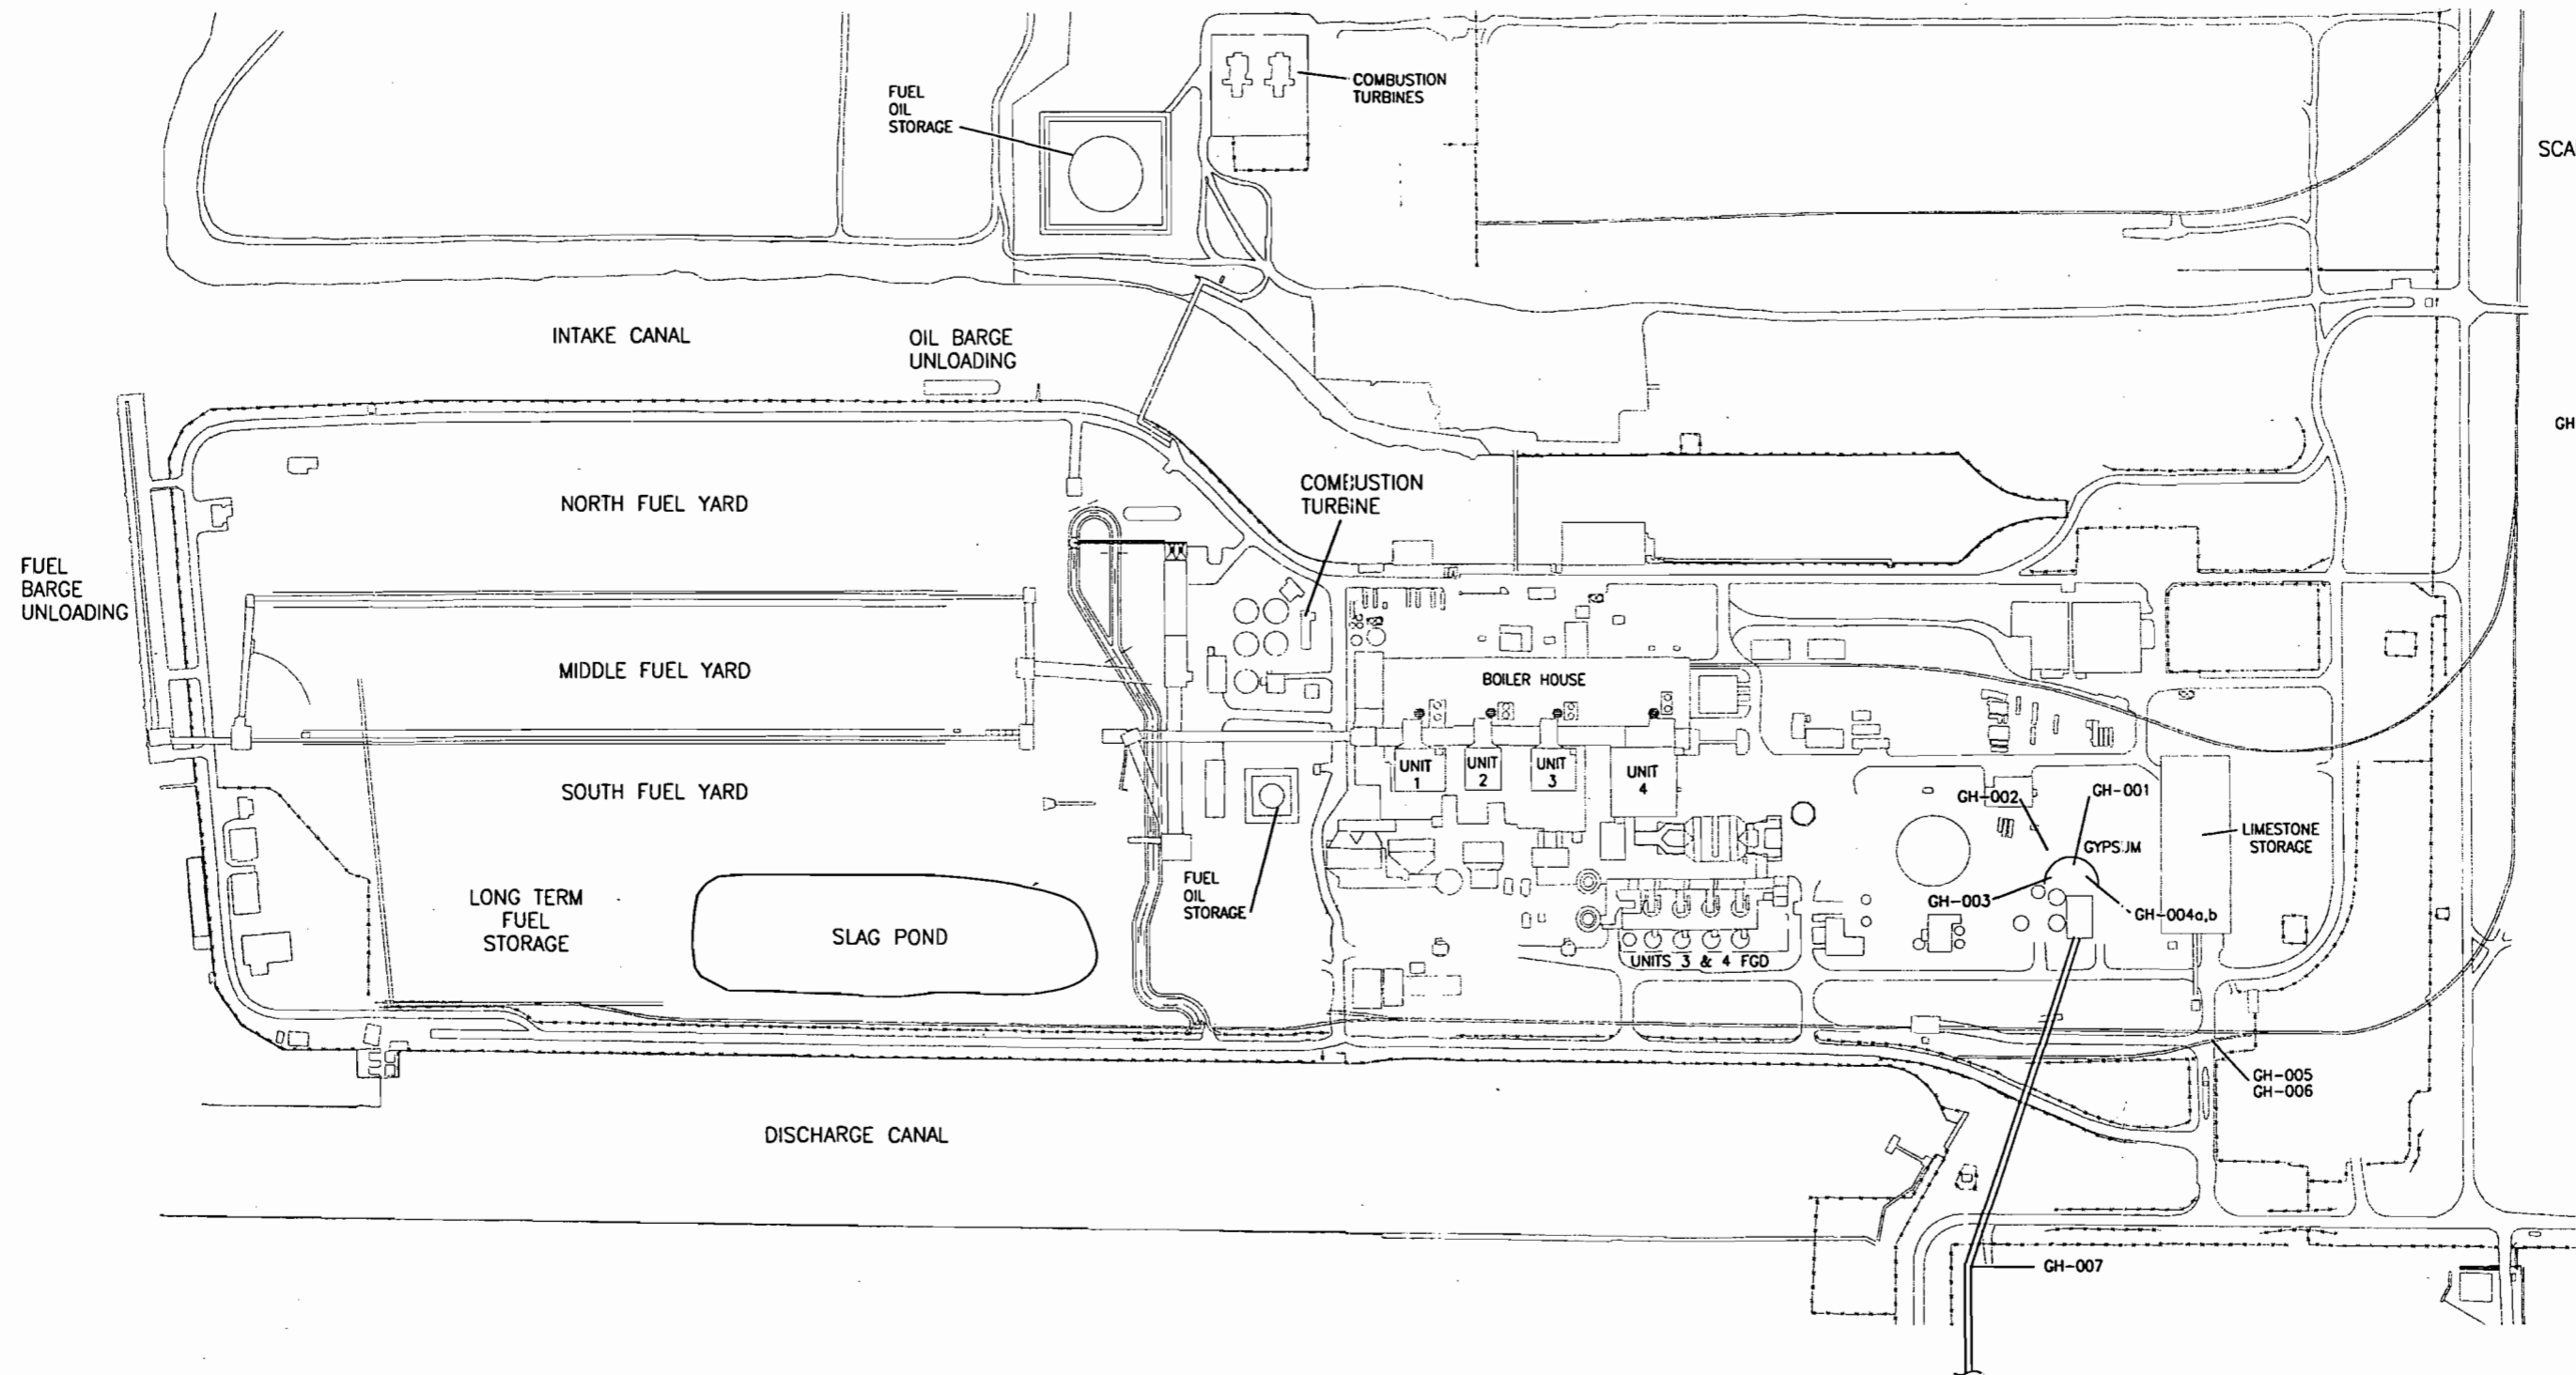 COMBUSTION
TURBINES
FUEL
OIL
STORAGE
SCA
INTAKE CANAL
OIL BARGE
UNLOADING
GH
COMBUSTION
TURBINE
NORTH FUEL YARD
FUEL
BARGE
UNLOADING
MIDDLE FUEL YARD
BOILER HOUSE
SOUTH FUEL YARD
UNIT
1
UNIT
2
UNIT
3
UNIT
4
GH-002
GH-001
GYPSUM
LIMESTONE
STORAGE
GH-003
GH-004a,b
FUEL
OIL
STORAGE
LONG TERM
FUEL
STORAGE
SLAG POND
UNITS 3 & 4 FGD
GH-005
GH-006
DISCHARGE CANAL
GH-007